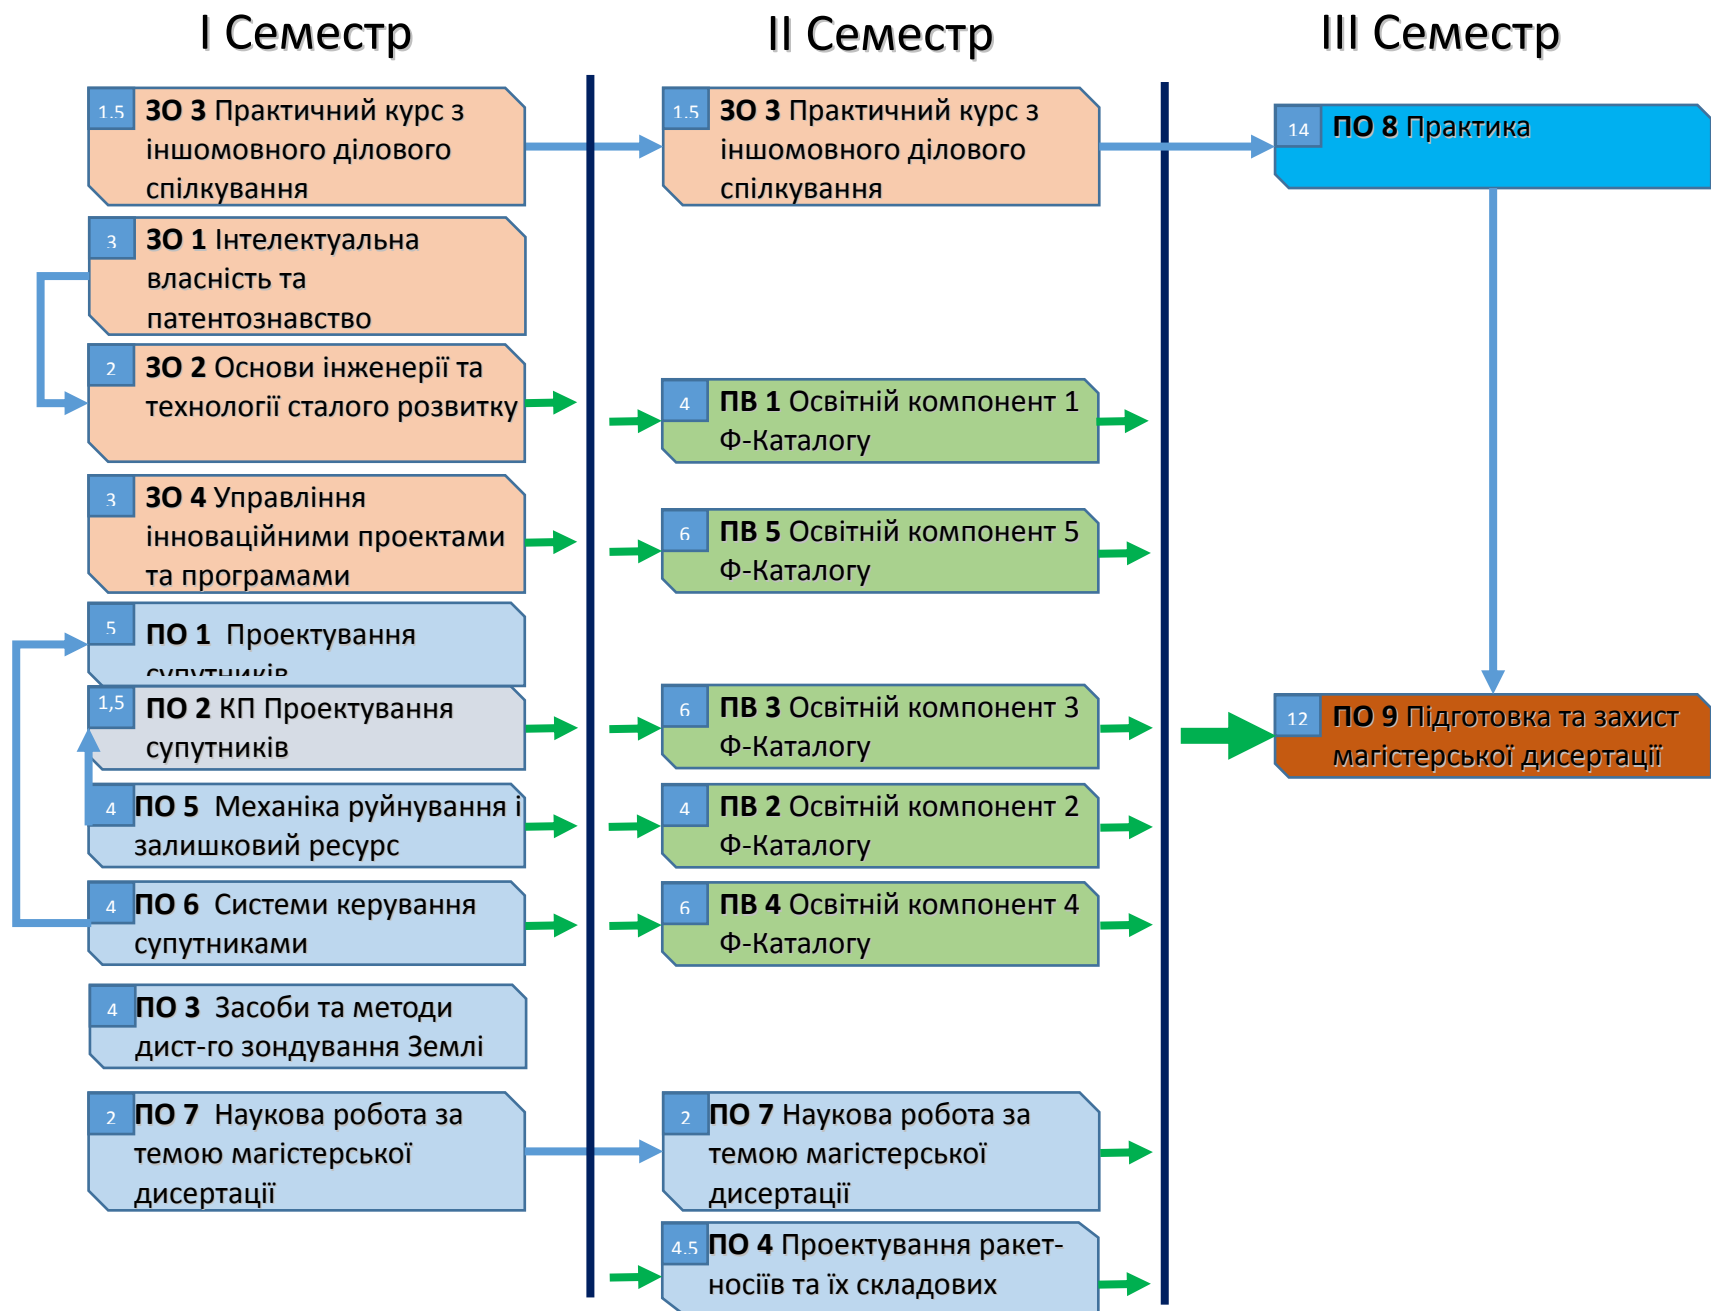 I Семестр
1.5
ЗО 3 Практичний курс з
іншомовного ділового
спілкування
3
ЗО 1 Інтелектуальна
власність та
патентознавство
2
ЗО 2 Основи інженерії та
технології сталого розвитку
3
ЗО 4 Управління
інноваційними проектами
та програмами
5
ПО 1 Проектування
супутників
1,5
ПО 2 КП Проектування
супутників
4
ПО 5 Механіка руйнування і
залишковий ресурс
4
ПО 6 Системи керування
супутниками
4
ПО 3 Засоби та методи
дист-го зондування Землі
2
ПО 7 Наукова робота за
темою магістерської
дисертації
II Семестр
1.5
ЗО 3 Практичний курс з
іншомовного ділового
спілкування
4
ПВ 1 Освітній компонент 1
Ф-Каталогу
6
ПВ 5 Освітній компонент 5
Ф-Каталогу
6
ПВ 3 Освітній компонент 3
Ф-Каталогу
4
ПВ 2 Освітній компонент 2
Ф-Каталогу
6
ПВ 4 Освітній компонент 4
Ф-Каталогу
2
ПО 7 Наукова робота за
темою магістерської
дисертації
4.5
ПО 4 Проектування ракет-
носіїв та їх складових
III Семестр
14
ПО 8 Практика
12
ПО 9 Підготовка та захист
магістерської дисертації